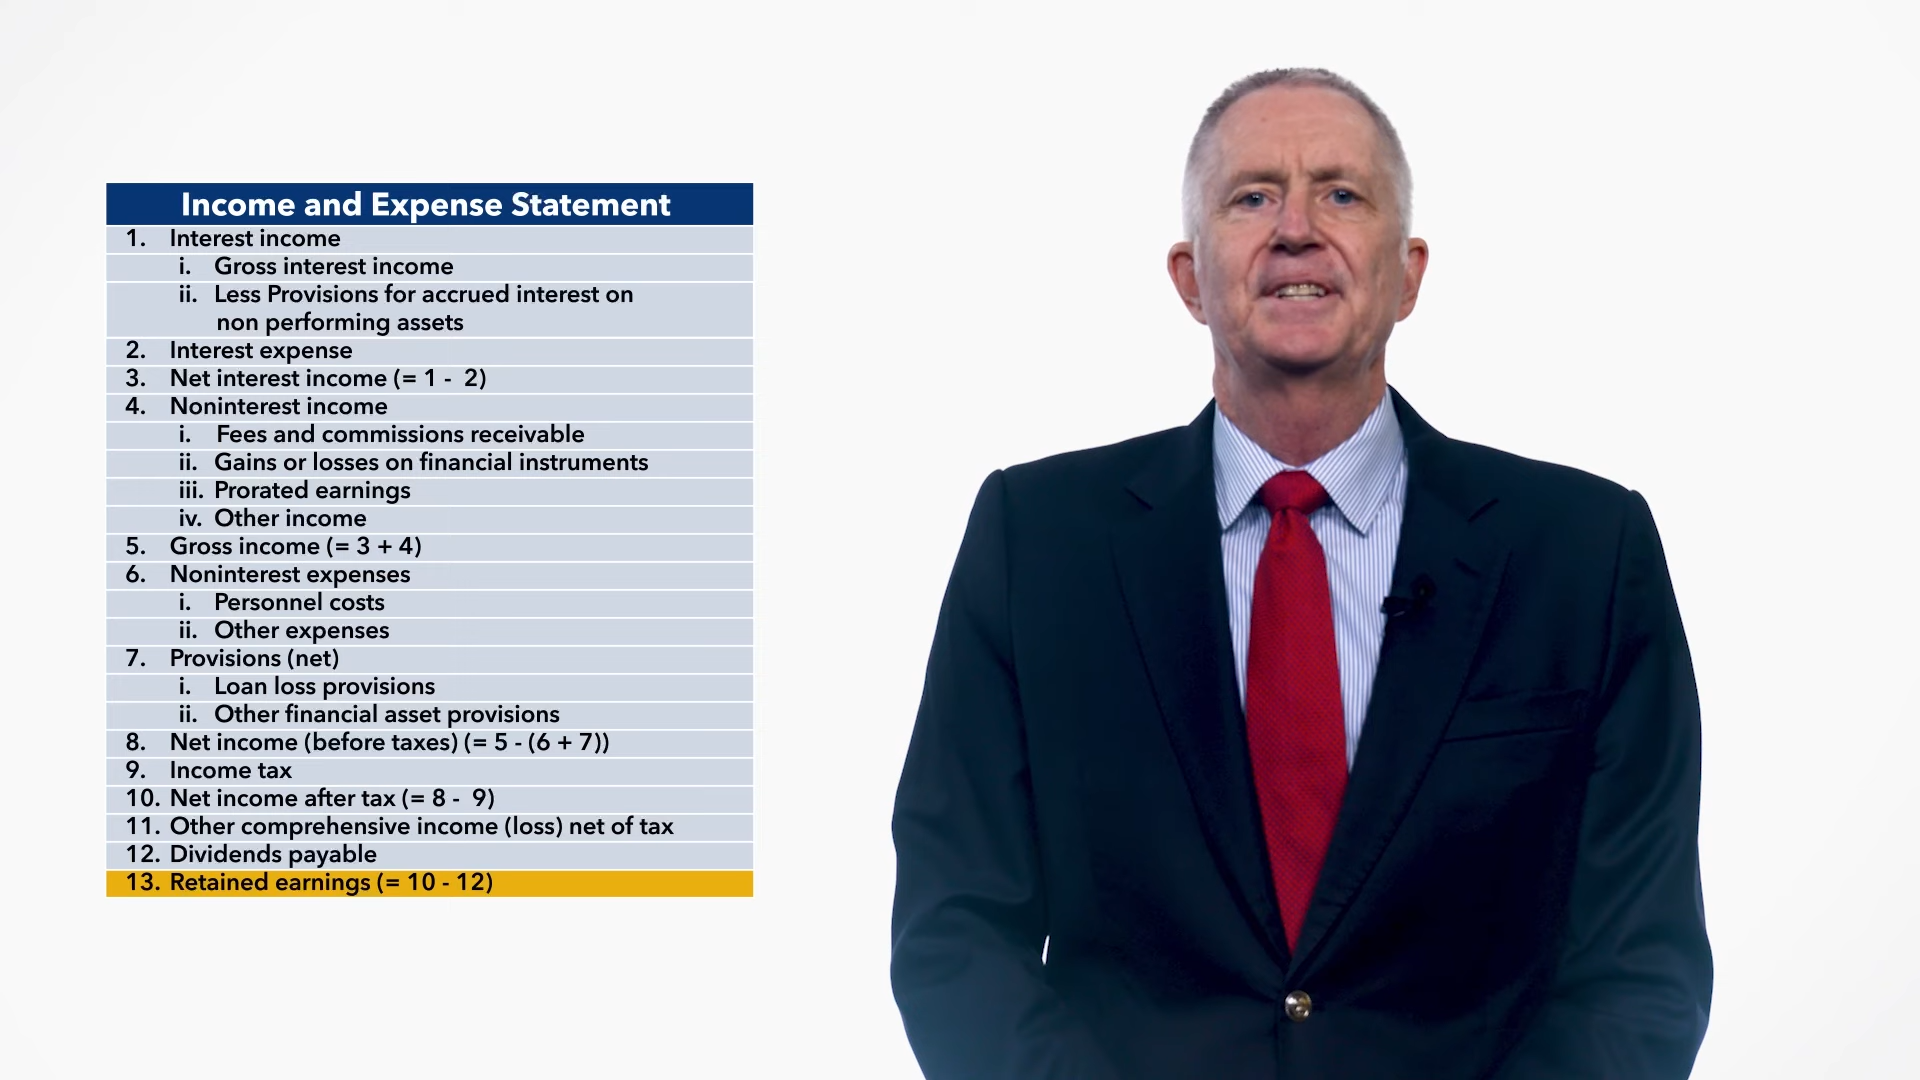 Income and Expense Statement
1. Interest income
i. Gross interest income
ii. Less Provisions for accrued interest on
non performing assets
2. Interest expense
3. Net interest income (= 1 - 2)
4. Noninterest income
i. Fees and commissions receivable
ii. Gains or losses on financial instruments
iii. Prorated earnings
iv. Other income
5. Gross income (= 3 + 4)
6. Noninterest expenses
i. Personnel costs
ii. Other expenses
7. Provisions (net)
i. Loan loss provisions
ii. Other financial asset provisions
8. Net income (before taxes) (= 5 - (6 + 7))
9. Income tax
10. Net income after tax (= 8 - 9)
11. Other comprehensive income (loss) net of tax
12. Dividends payable
13. Retained earnings (= 10 - 12)